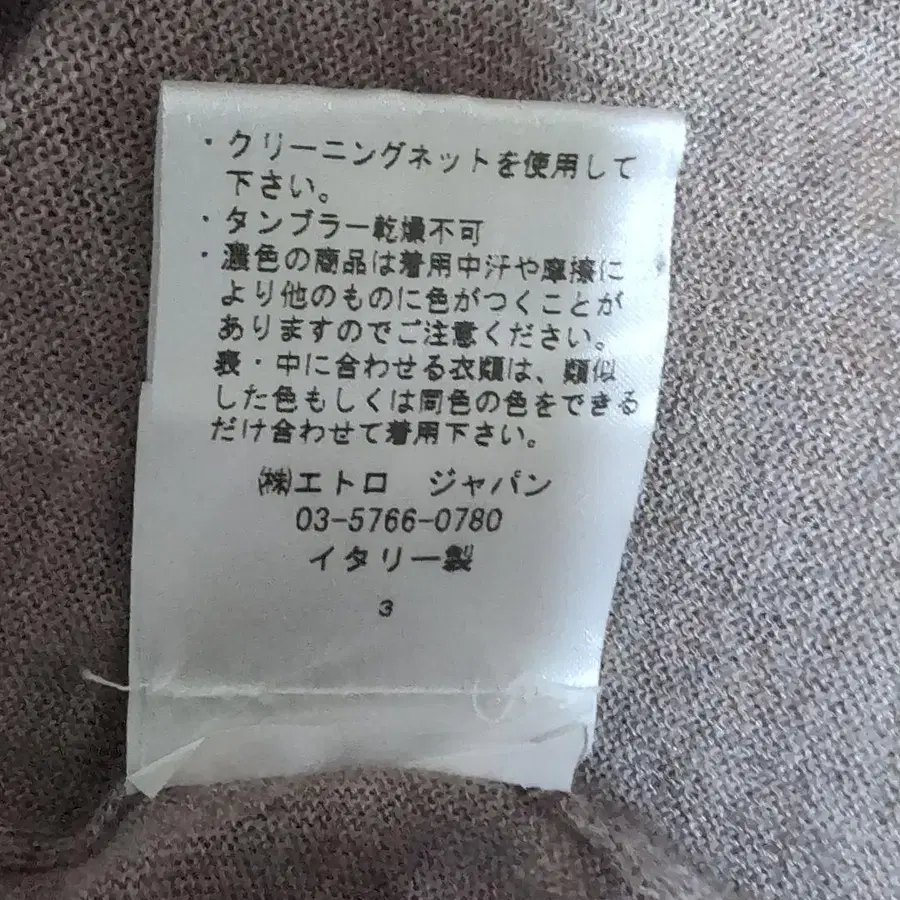 ・クリーニングネットを使用して
下さい。
・タンブラー乾燥不可
・濃色の商品は着用中汗や摩擦に
より他のものに色がつくことが
ありますのでご注意ください。
裏・中に合わせる衣類は、類似
した色もしくは同色の色をできる
だけ合わせて着用下さい。
㈱エトロ ジャパン
03-5766-0780
イタリー製
3